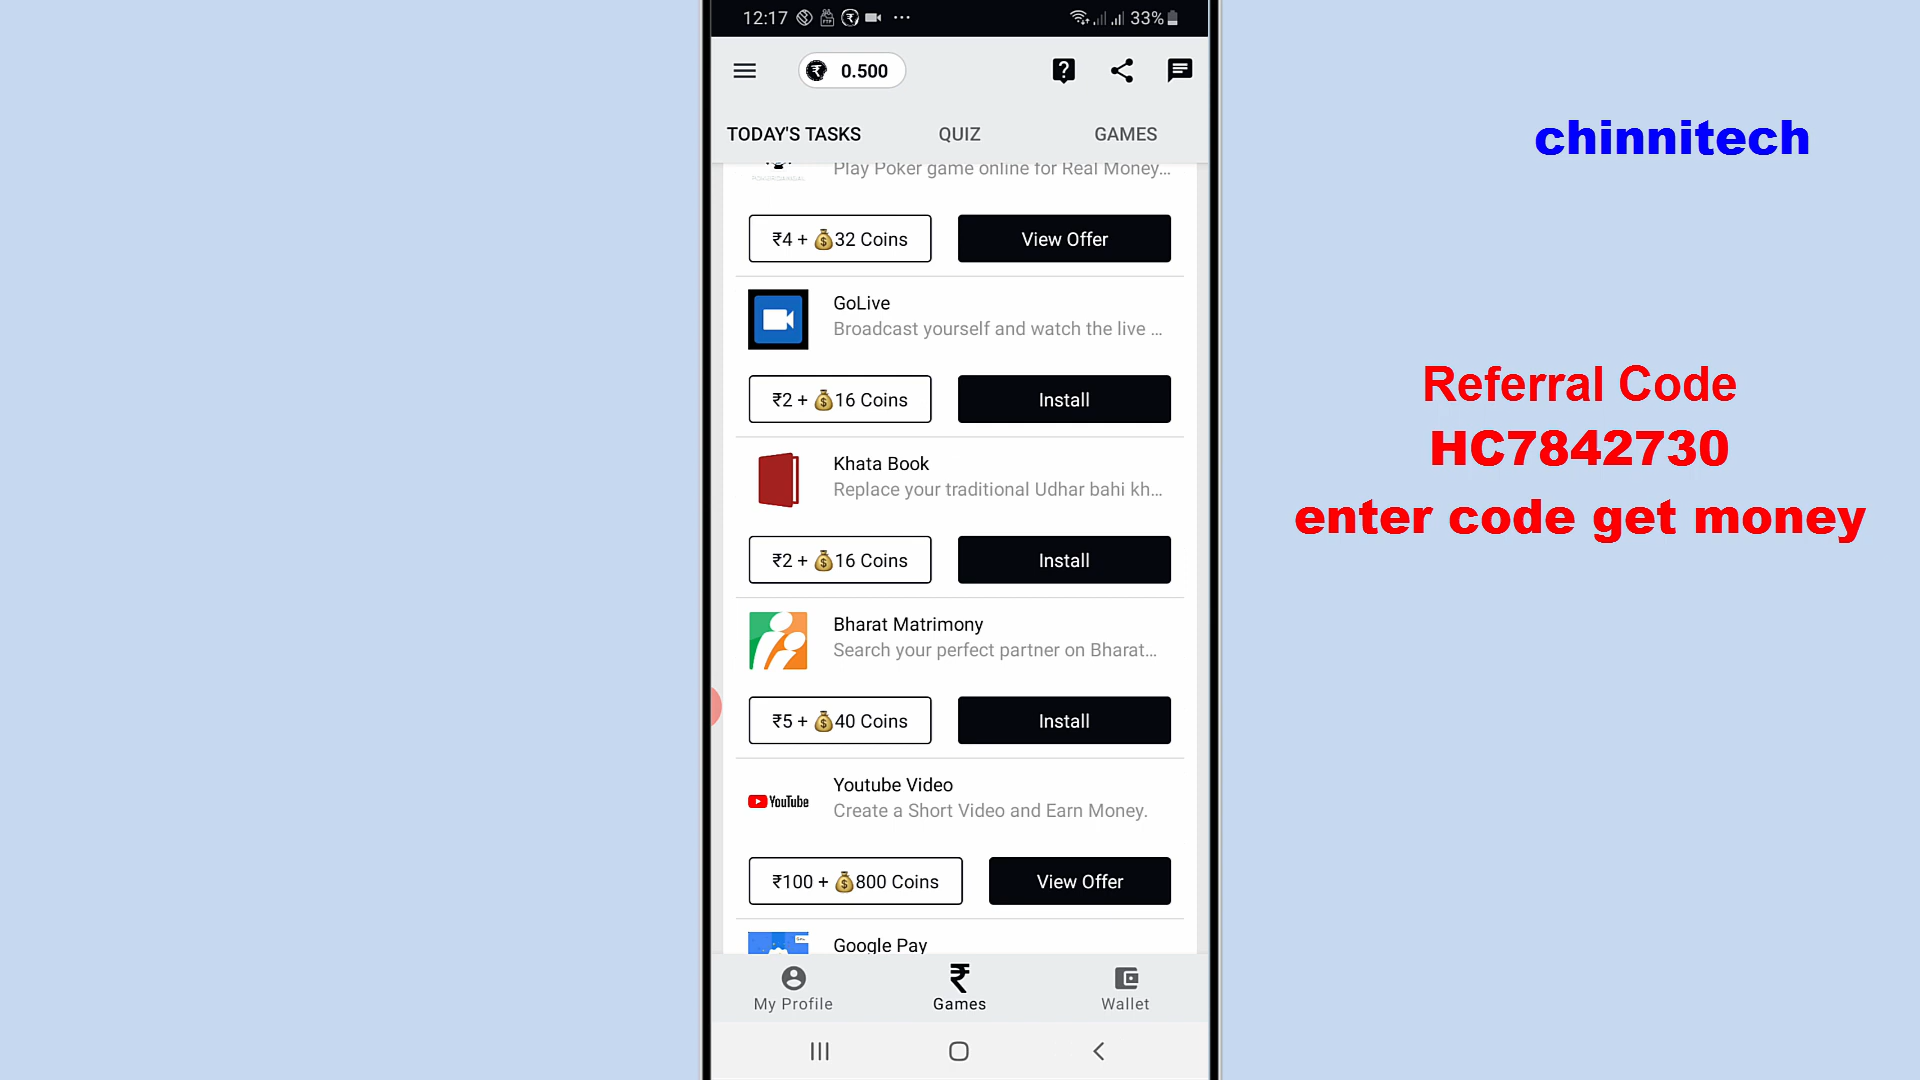 12:17
33%
0.500
TODAY'S TASKS
QUIZ
GAMES
Play Poker game online for Real Money...
₹4 + 32 Coins
View Offer
GoLive
Broadcast yourself and watch the live ...
₹2 + 16 Coins
Install
Khata Book
Replace your traditional Udhar bahi kh...
₹2 + 16 Coins
Install
Bharat Matrimony
Search your perfect partner on Bharat...
₹5 + 40 Coins
Install
YouTube
Youtube Video
Create a Short Video and Earn Money.
₹100 + 800 Coins
View Offer
Google Pay
My Profile
Games
Wallet
chinnitech
Referral Code
HC7842730
enter code get money